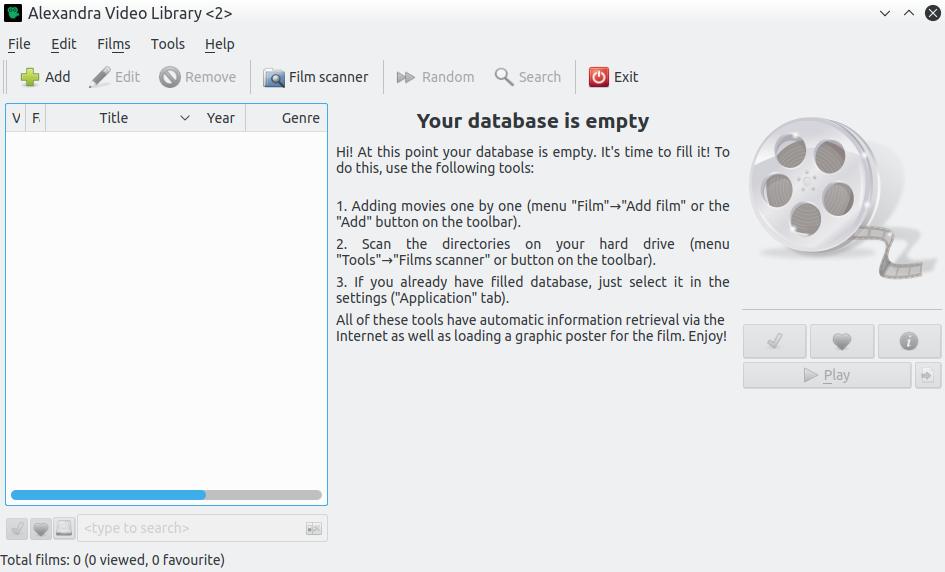 Alexandra Video Library <2>
File Edit Films Tools Help
Add Edit Remove Film scanner Random Search Exit
V F Title Year Genre
Your database is empty
Hi! At this point your database is empty. It's time to fill it! To
do this, use the following tools:
1. Adding movies one by one (menu "Film"→"Add film" or the
"Add" button on the toolbar).
2. Scan the directories on your hard drive (menu
"Tools"→"Films scanner" or button on the toolbar).
3. If you already have filled database, just select it in the
settings ("Application" tab).
All of these tools have automatic information retrieval via the
Internet as well as loading a graphic poster for the film. Enjoy!
Play
<type to search>
Total films: 0 (0 viewed, 0 favourite)